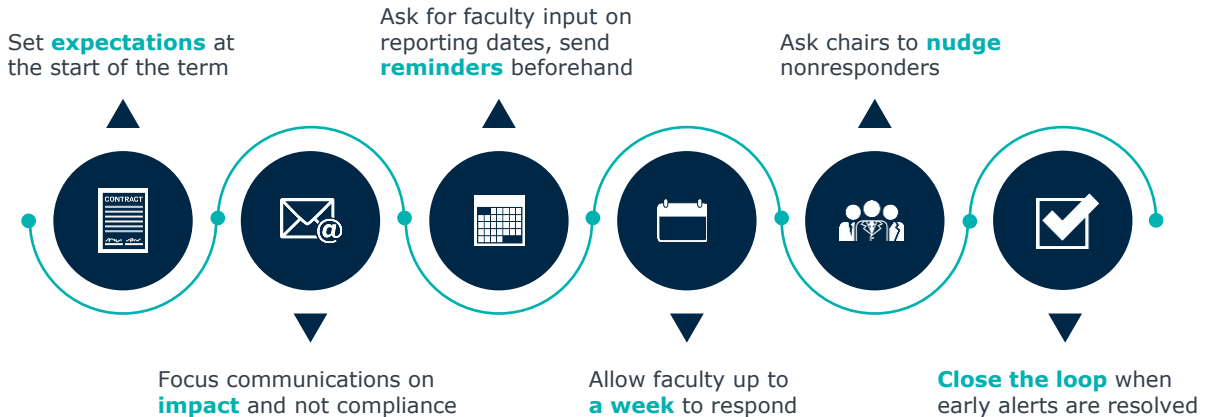 Set expectations at
the start of the term
Ask for faculty input on
reporting dates, send
reminders beforehand
Ask chairs to nudge
nonresponders
CONTRACT
@
Focus communications on
impact and not compliance
Allow faculty up to
a week to respond
Close the loop when
early alerts are resolved